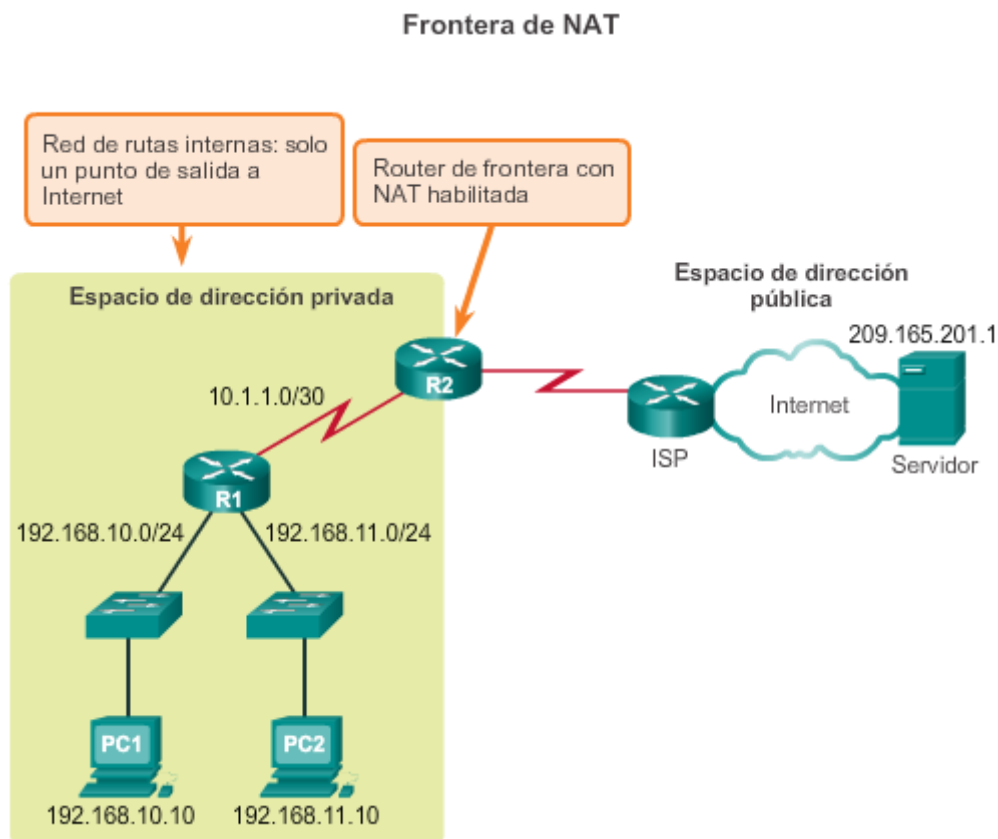 Frontera de NAT
Red de rutas internas: solo
un punto de salida a
Internet
Router de frontera con
NAT habilitada
Espacio de dirección privada
Espacio de dirección
pública
209.165.201.1
R2
10.1.1.0/30
Internet
ISP
Servidor
R1
192.168.10.0/24
192.168.11.0/24
PC1
PC2
192.168.10.10
192.168.11.10